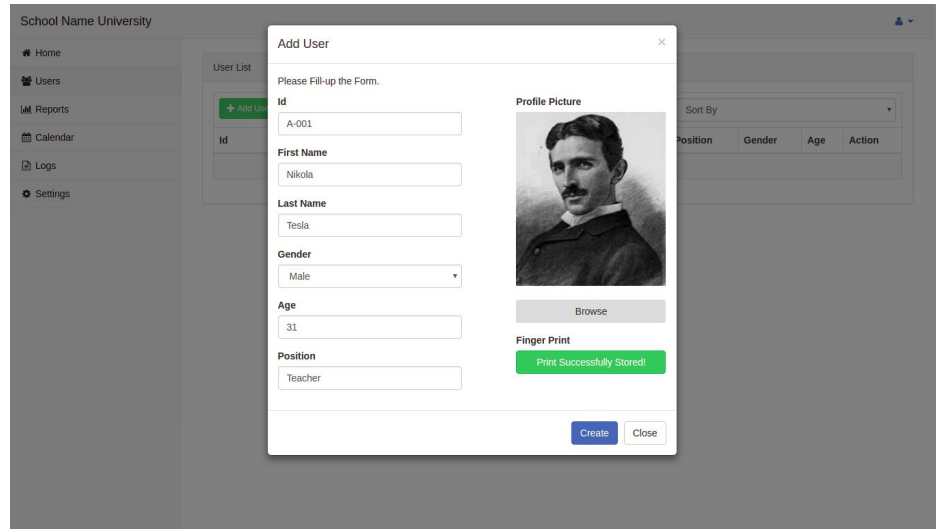 School Name University
Home
Users
Reports
Calendar
Logs
Settings
User List
Add Use
Sort By
Id
Position
Gender
Age
Action
Add User
×
Please Fill-up the Form.
Id
A-001
First Name
Nikola
Last Name
Tesla
Gender
Male
Age
31
Position
Teacher
Profile Picture
Browse
Finger Print
Print Successfully Stored!
Create
Close